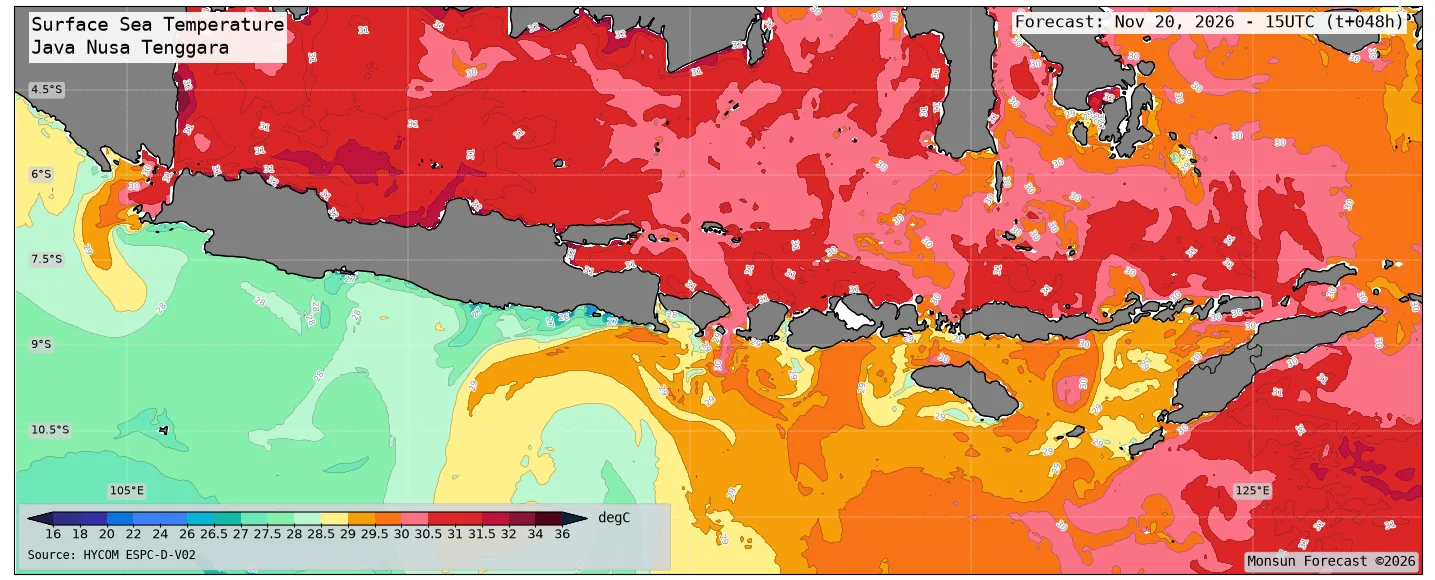 Surface Sea Temperature
Java Nusa Tenggara
Forecast: Nov 20, 2026 - 15UTC (t+048h)
4.5°S
6°S
7.5°S
9°S
10.5°S
105°E
125°E
16 18 20 22 24 26 26.5 27 27.5 28 28.5 29 29.5 30 30.5 31 31.5 32 34 36
degC
Source: HYCOM ESPC-D-V02
Monsun Forecast ©2026